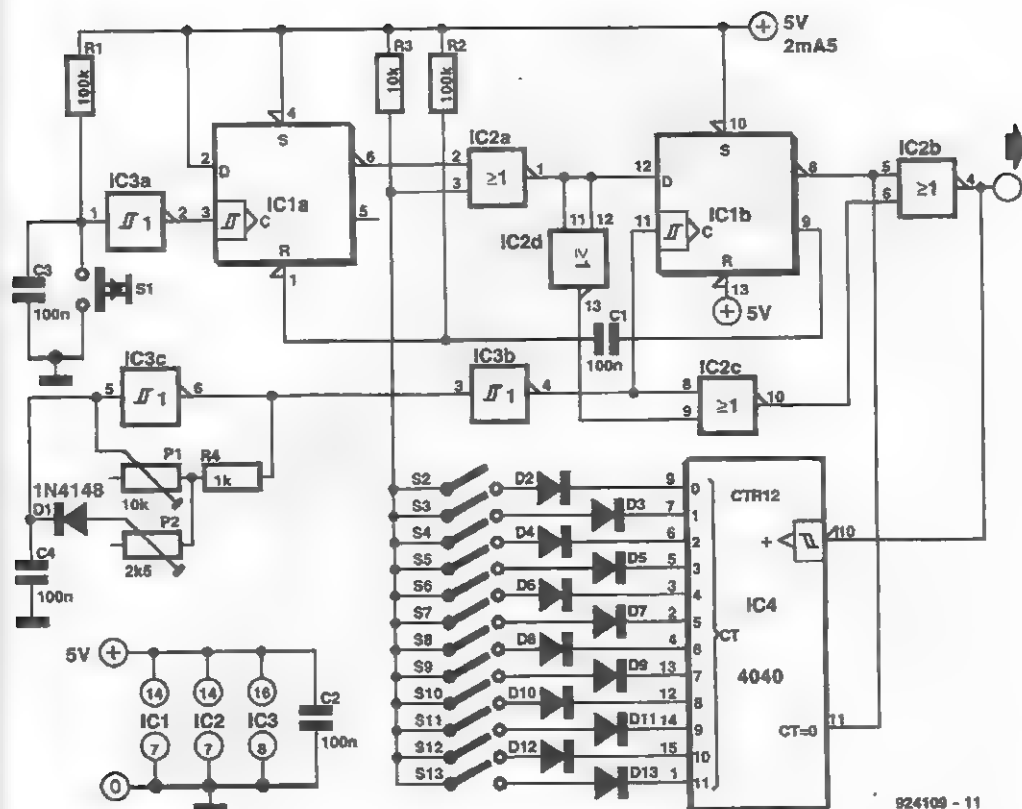 5V
2mA5
R1
100k
R3
10k
R2
100k
4
S
2
D
IC1a
C
R
1
6
5
IC3a
1
1
2
3
C3
100n
S1
IC2a
2
3
≥1
1
12
11
12
IC2d
≥1
13
10
S
D
IC1b
11
C
R
13
5V
8
9
C1
100n
IC2b
5
6
≥1
4
IC3c
5
1
6
IC3b
3
1
4
IC2c
8
9
≥1
10
P1
10k
R4
1k
1N4148
D1
P2
2k5
C4
100n
S2
D2
9
0
S3
D3
7
1
S4
D4
6
2
S5
D5
5
3
S6
D6
3
4
S7
D7
2
5
S8
D8
4
6
S9
D9
13
7
S10
D10
12
8
S11
D11
14
9
S12
D12
15
10
S13
D13
1
11
CTR12
+
10
IC4
CT
4040
CT=0
11
5V
14
14
16
IC1
IC2
IC3
7
7
8
0
C2
100n
924109 - 11